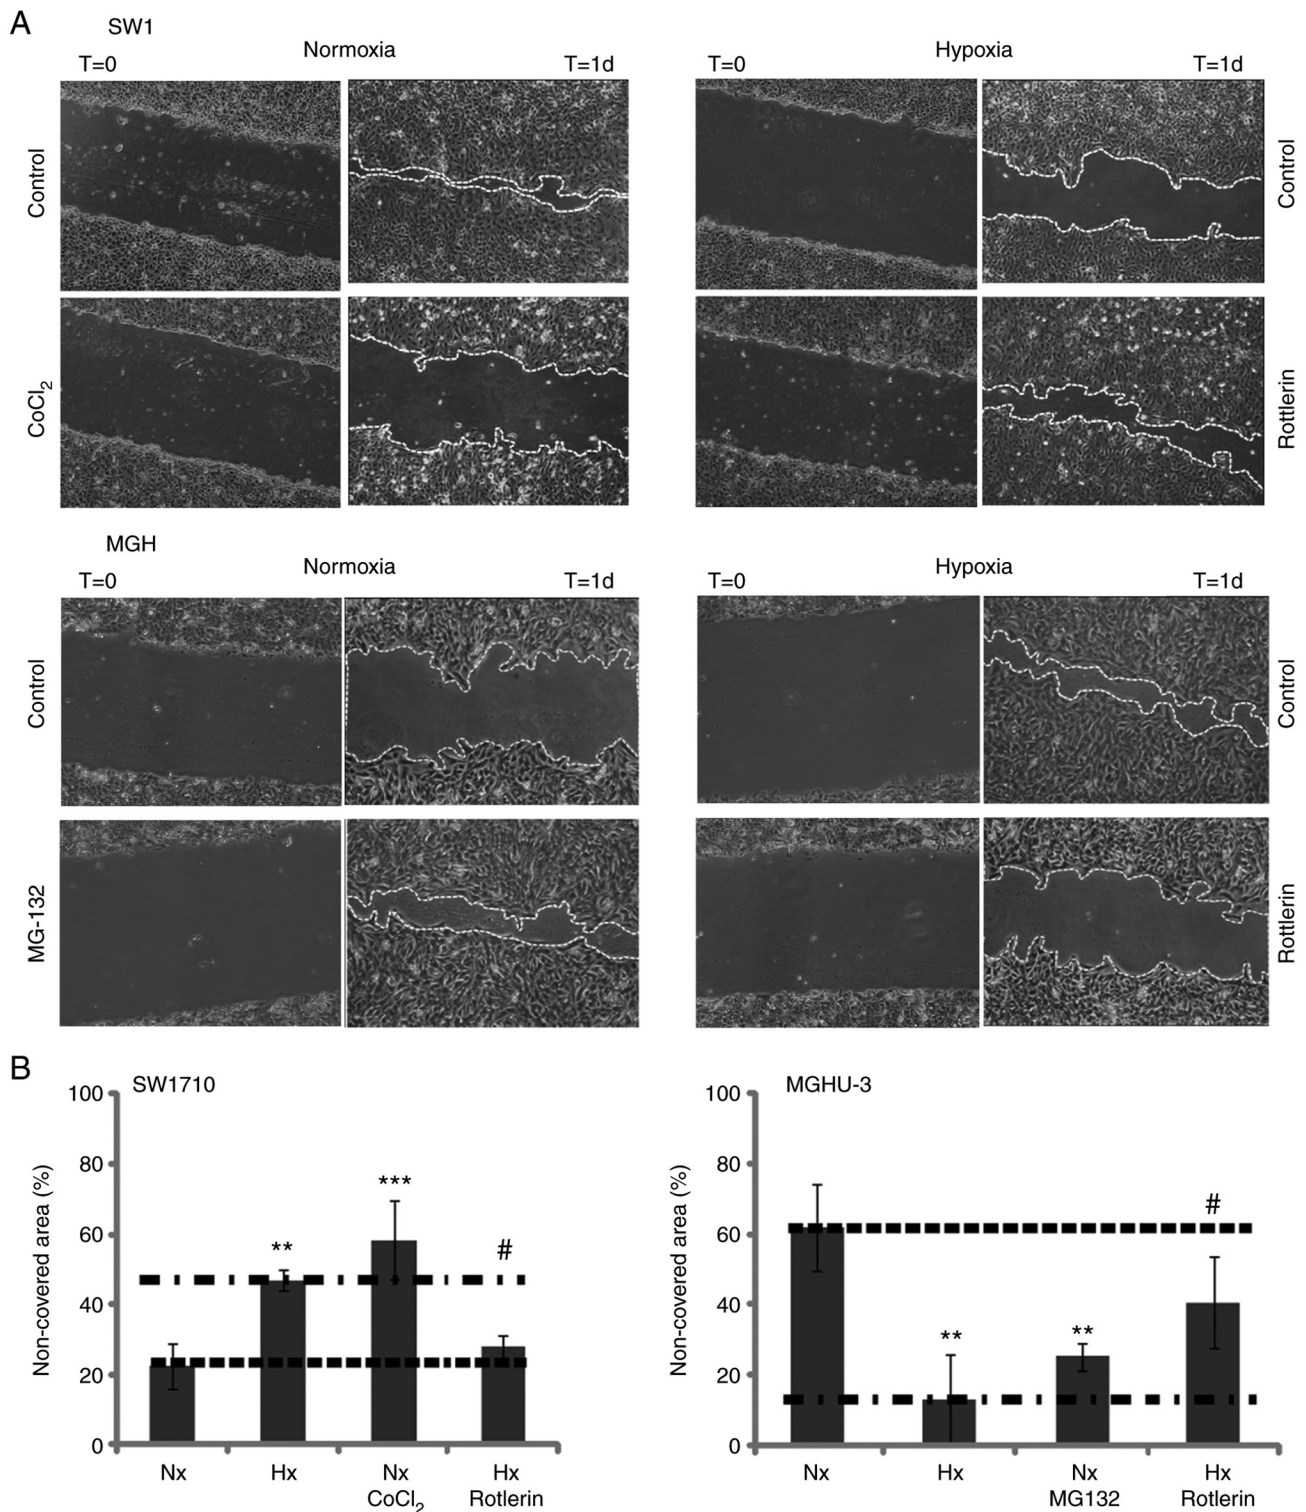 A
SW1
Normoxia
Hypoxia
T=0
T=1d
T=0
T=1d
Control
Control
CoCl2
Rottlerin
MGH
Normoxia
Hypoxia
T=0
T=1d
T=0
T=1d
Control
Control
MG-132
Rottlerin
B
SW1710
Non-covered area (%)
100
80
60
40
20
0
**
***
#
Nx
Hx
Nx
CoCl2
Hx
Rotlerin
MGHU-3
Non-covered area (%)
100
80
60
40
20
0
**
**
#
Nx
Hx
Nx
MG132
Hx
Rotlerin